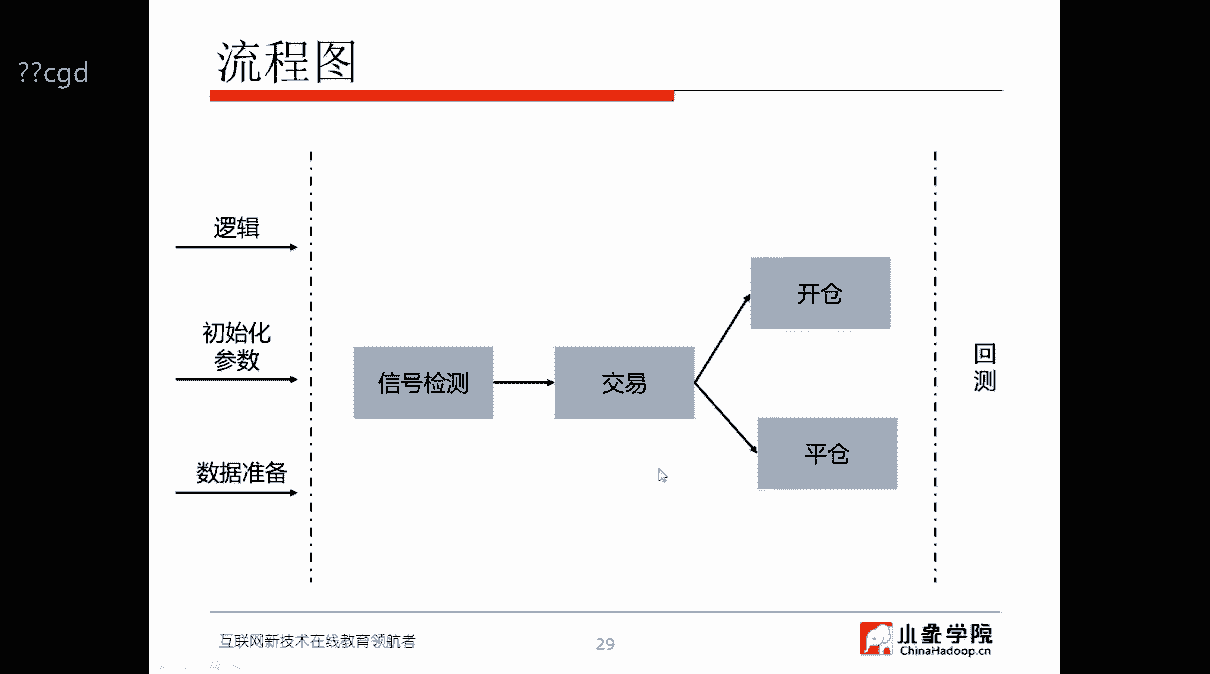 ??cgd
流程图
逻辑
初始化
参数
数据准备
信号检测
交易
开仓
平仓
回
测
互联网新技术在线教育领航者
29
小象学院
ChinaHadoop.cn